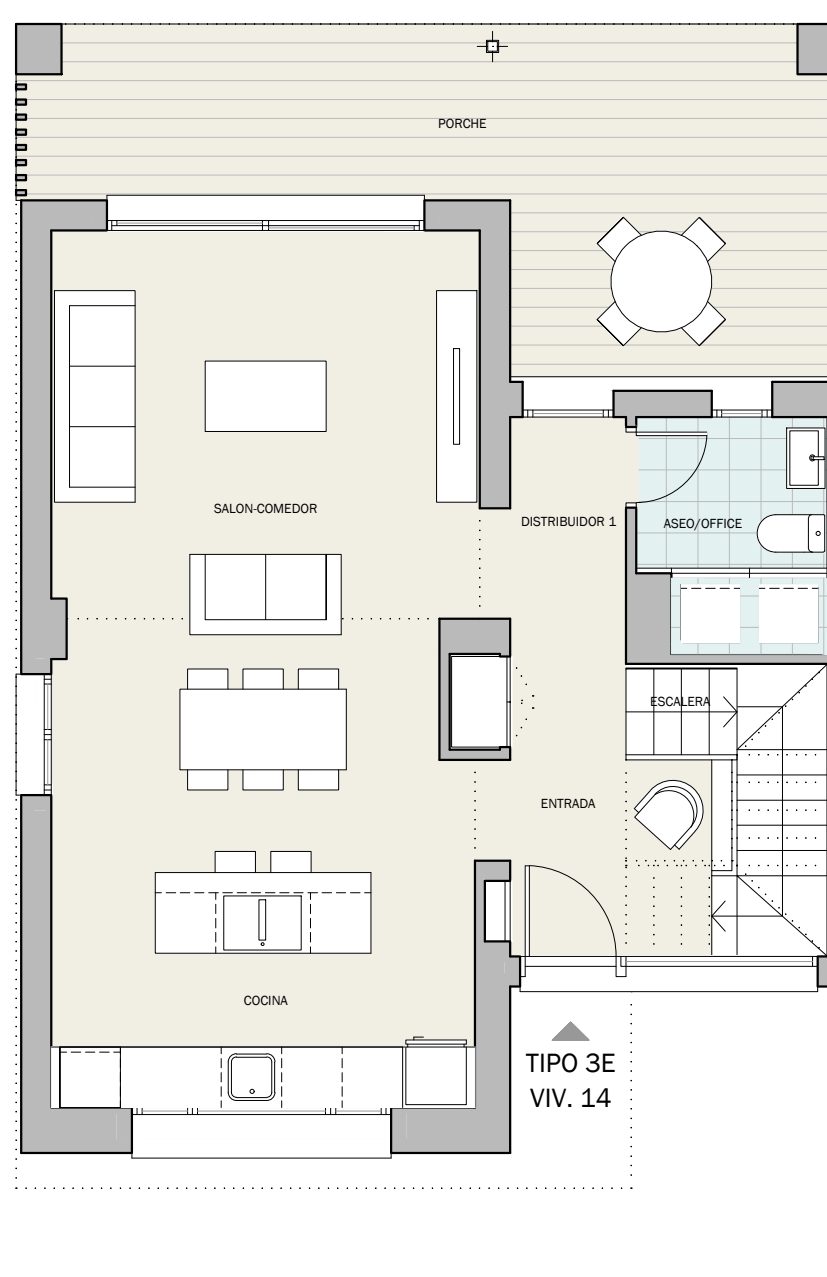 PORCHE
SALON-COMEDOR
DISTRIBUIDOR 1
ASEO/OFFICE
ESCALERA
ENTRADA
COCINA
TIPO 3E
VIV. 14